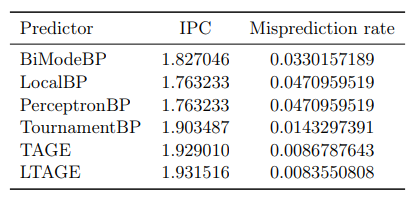 Predictor IPC Misprediction rate
BiModeBP 1.827046 0.0330157189
LocalBP 1.763233 0.0470959519
PerceptronBP 1.763233 0.0470959519
TournamentBP 1.903487 0.0143297391
TAGE 1.929010 0.0086787643
LTAGE 1.931516 0.0083550808